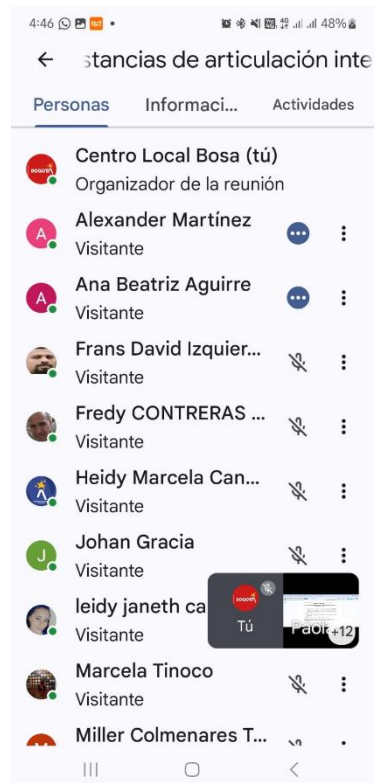 4:46 48%
stancias de articulación inte
Personas Informaci... Actividades
Centro Local Bosa (tú)
Organizador de la reunión
A
Alexander Martínez
Visitante
A
Ana Beatriz Aguirre
Visitante
Frans David Izquier...
Visitante
Fredy CONTRERAS ...
Visitante
Heidy Marcela Can...
Visitante
J
Johan Gracia
Visitante
leidy janeth ca
Visitante
BOGOTÁ
Tú
Paola
+12
Marcela Tinoco
Visitante
Miller Colmenares T...